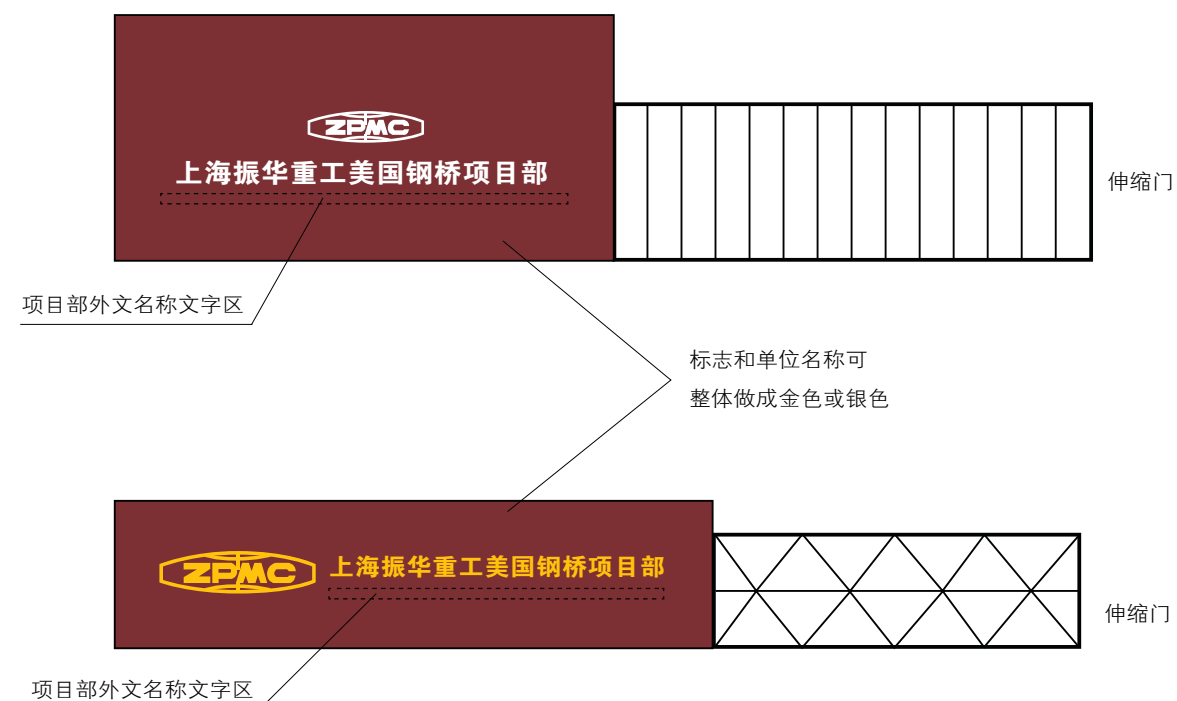 ZPMC
上海振华重工美国钢桥项目部
伸缩门
项目部外文名称文字区
标志和单位名称可
整体做成金色或银色
ZPMC
上海振华重工美国钢桥项目部
伸缩门
项目部外文名称文字区